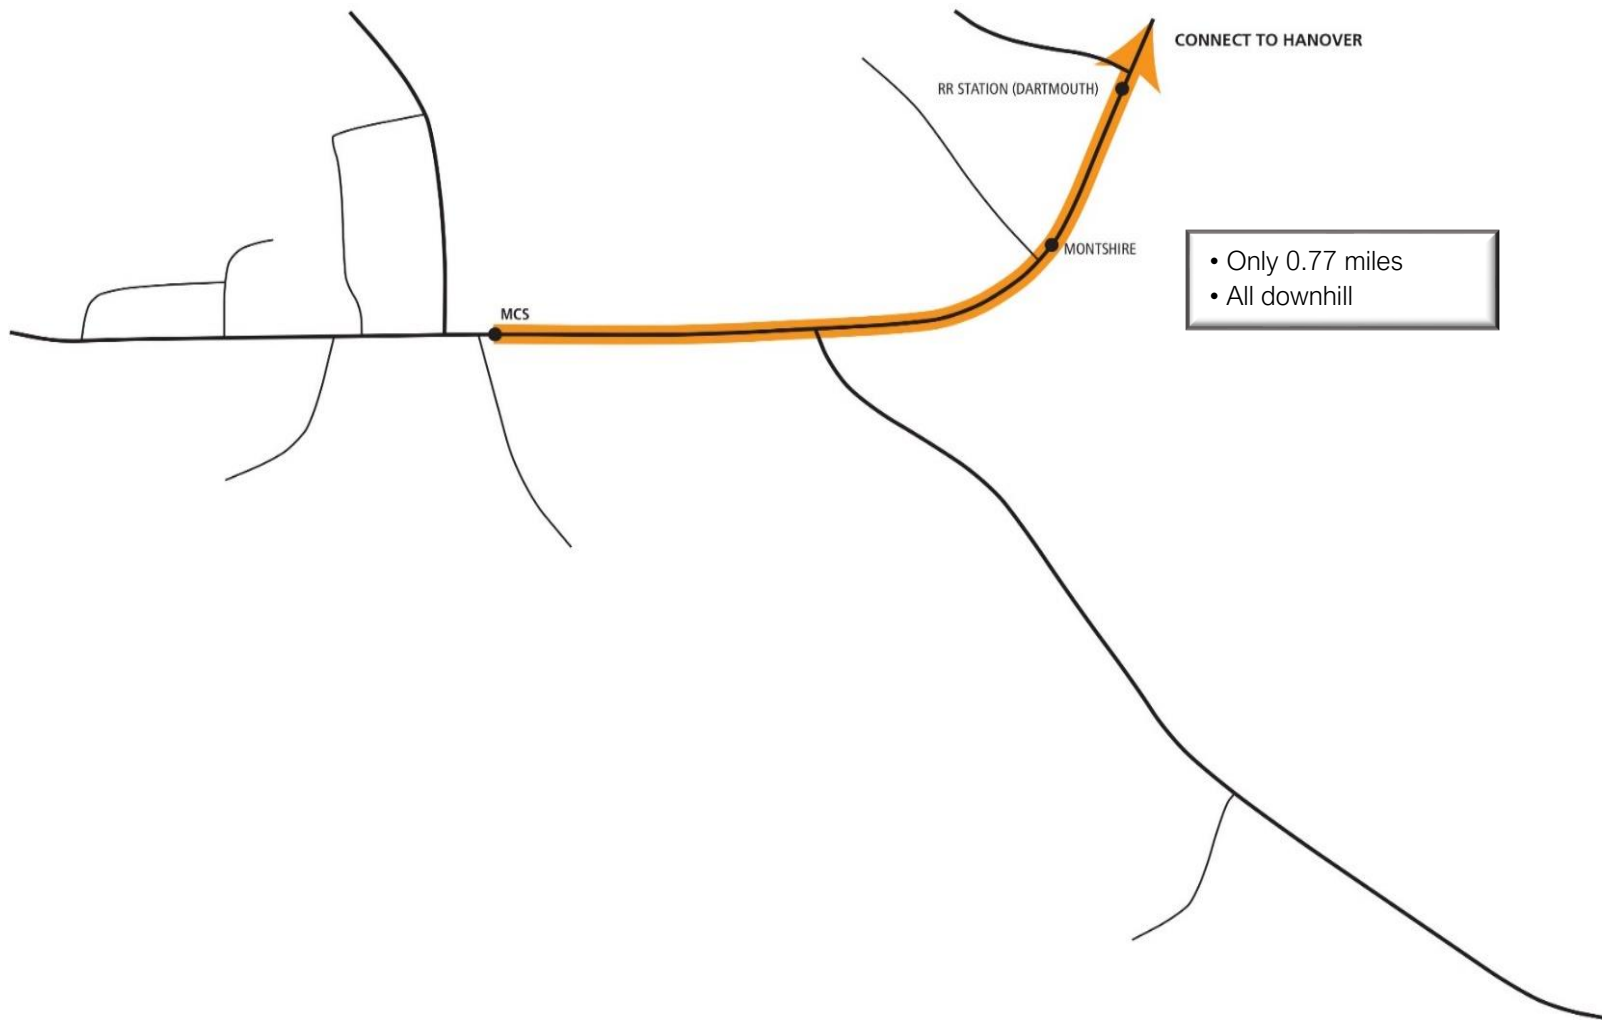 CONNECT TO HANOVER
RR STATION (DARTMOUTH)
MONTSHIRE
• Only 0.77 miles
• All downhill
MCS